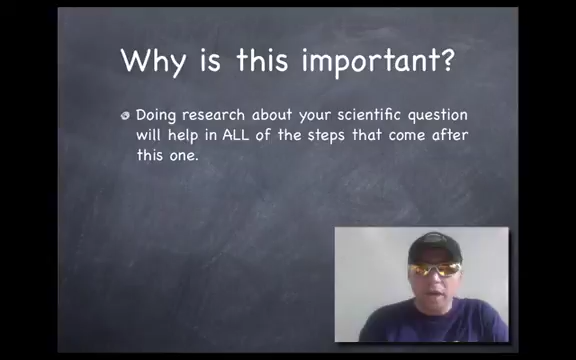 Why is this important?
Doing research about your scientific question
will help in ALL of the steps that come after
this one.